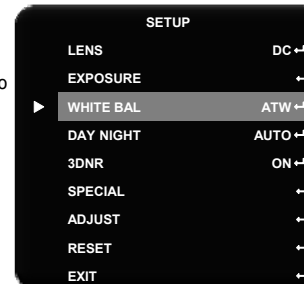 SETUP
LENS DC↵
EXPOSURE ↵
o
▶ WHITE BAL ATW↵
DAY NIGHT AUTO↵
3DNR ON↵
SPECIAL ↵
ADJUST ↵
RESET ↵
EXIT ↵